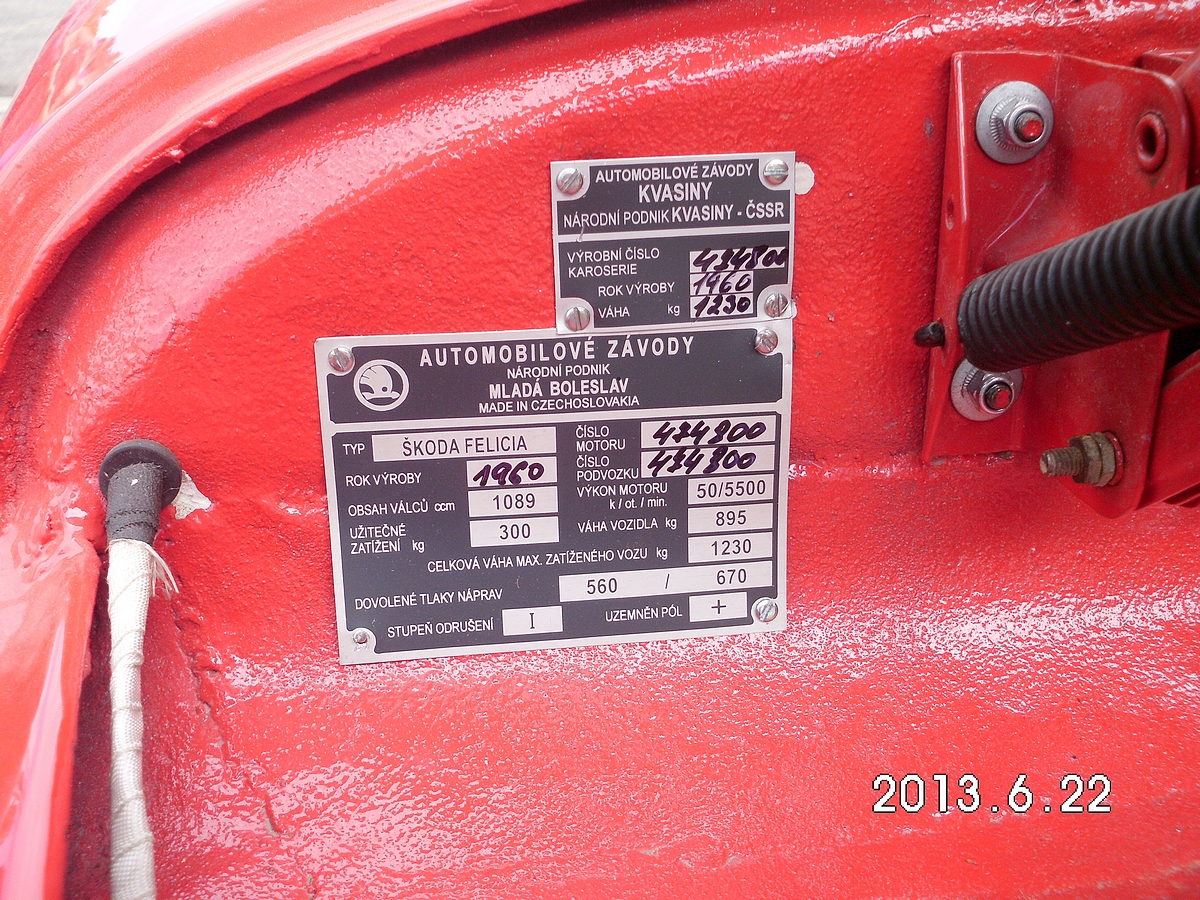 AUTOMOBILOVÉ ZÁVODY
KVASINY
NÁRODNÍ PODNIK KVASINY - ČSSR
VÝROBNÍ ČÍSLO KAROSERIE 434800
ROK VÝROBY 1960
VÁHA kg 1230
AUTOMOBILOVÉ ZÁVODY
NÁRODNÍ PODNIK
MLADÁ BOLESLAV
MADE IN CZECHOSLOVAKIA
TYP ŠKODA FELICIA
ROK VÝROBY 1960
OBSAH VÁLCŮ ccm 1089
UŽITEČNÉ ZATÍŽENÍ kg 300
ČÍSLO MOTORU 434800
ČÍSLO PODVOZKU 434800
VÝKON MOTORU k / ot. / min. 50/5500
VÁHA VOZIDLA kg 895
CELKOVÁ VÁHA MAX. ZATÍŽENÉHO VOZU kg 1230
DOVOLENÉ TLAKY NÁPRAV 560 / 670
STUPEŇ ODRUŠENÍ I
UZEMNĚN PÓL +
2013.6.22